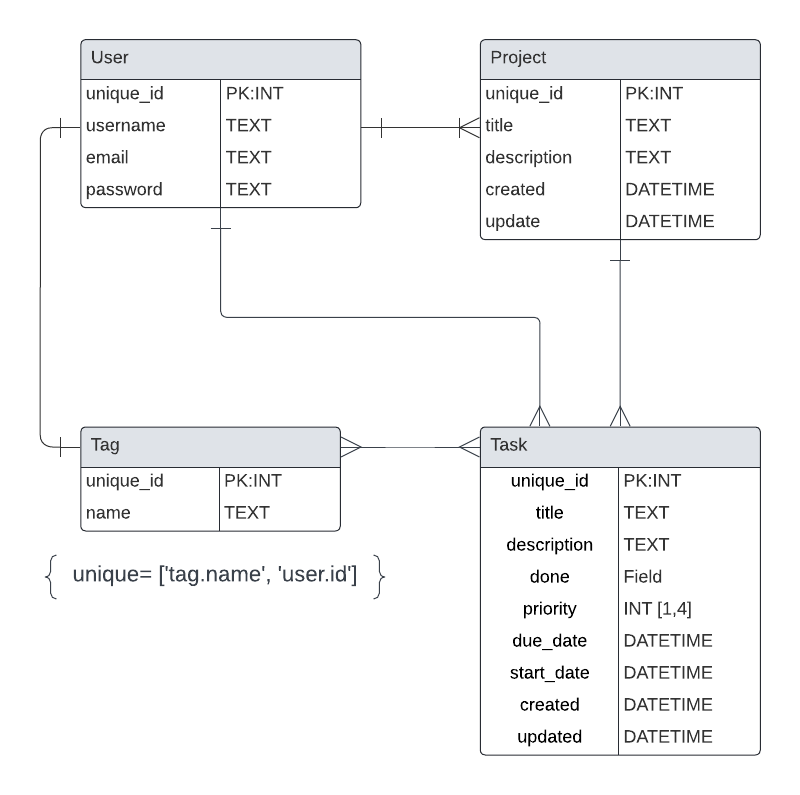 User
unique_id PK:INT
username TEXT
email TEXT
password TEXT
Project
unique_id PK:INT
title TEXT
description TEXT
created DATETIME
update DATETIME
Tag
unique_id PK:INT
name TEXT
unique= ['tag.name', 'user.id']
Task
unique_id PK:INT
title TEXT
description TEXT
done Field
priority INT [1,4]
due_date DATETIME
start_date DATETIME
created DATETIME
updated DATETIME